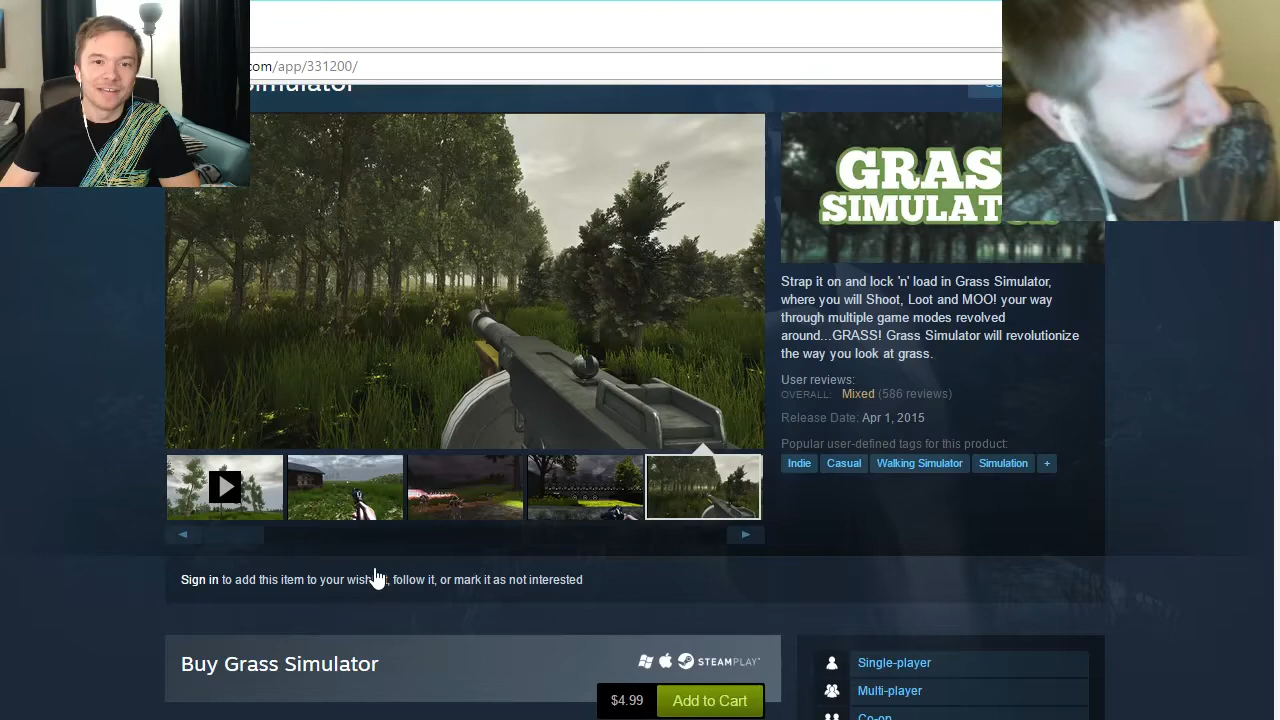 com/app/331200/
Simulator
GRAS
SIMULAT
Strap it on and lock 'n' load in Grass Simulator,
where you will Shoot, Loot and MOO! your way
through multiple game modes revolved
around...GRASS! Grass Simulator will revolutionize
the way you look at grass.
User reviews:
OVERALL: Mixed (586 reviews)
Release Date: Apr 1, 2015
Popular user-defined tags for this product:
Indie Casual Walking Simulator Simulation +
Sign in to add this item to your wish t, follow it, or mark it as not interested
Buy Grass Simulator
STEAMPLAY
$4.99 Add to Cart
Single-player
Multi-player
Co-op